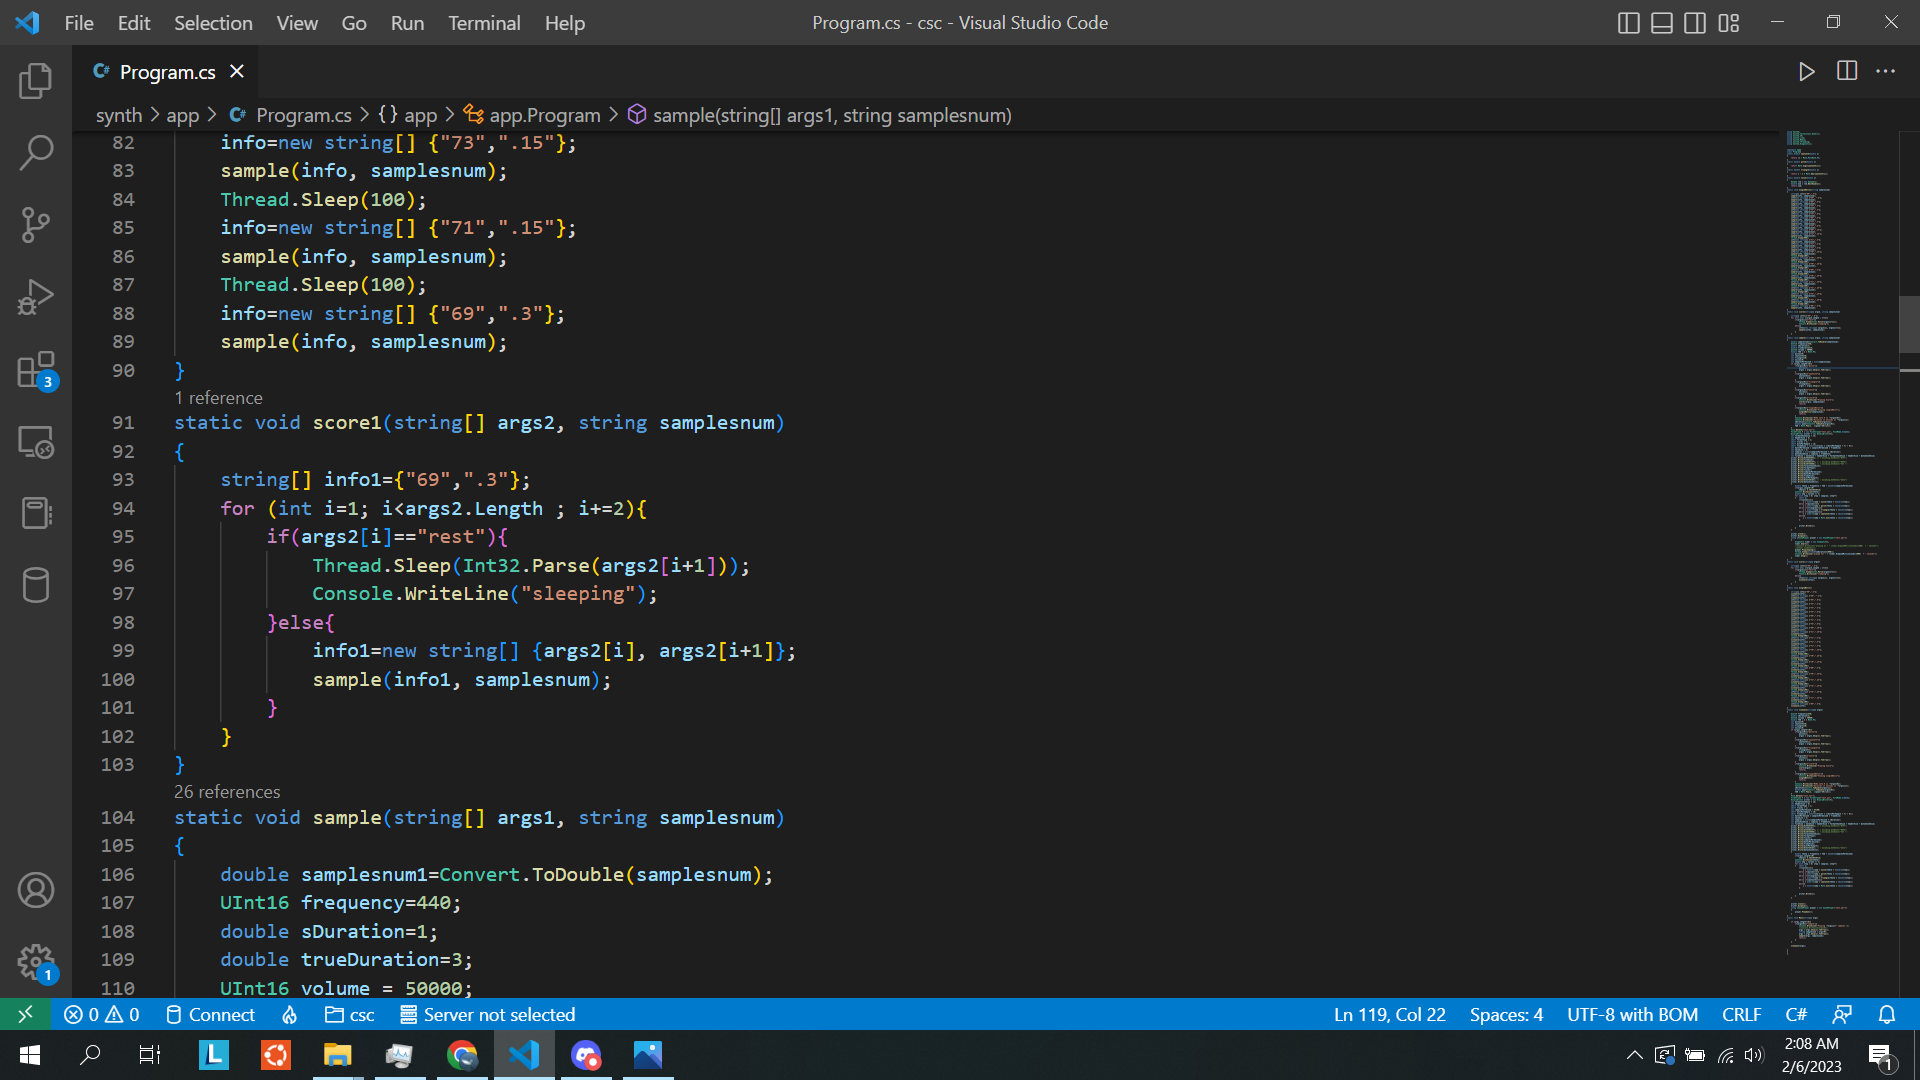 File Edit Selection View Go Run Terminal Help Program.cs - csc - Visual Studio Code
C# Program.cs
synth > app > C# Program.cs > {} app > app.Program > sample(string[] args1, string samplesnum)
82 info=new string[] {"73",".15"};
83 sample(info, samplesnum);
84 Thread.Sleep(100);
85 info=new string[] {"71",".15"};
86 sample(info, samplesnum);
87 Thread.Sleep(100);
88 info=new string[] {"69",".3"};
89 sample(info, samplesnum);
90 }
1 reference
91 static void score1(string[] args2, string samplesnum)
92 {
93 string[] info1={"69",".3"};
94 for (int i=1; i<args2.Length ; i+=2){
95 if(args2[i]=="rest"){
96 Thread.Sleep(Int32.Parse(args2[i+1]));
97 Console.WriteLine("sleeping");
98 }else{
99 info1=new string[] {args2[i], args2[i+1]};
100 sample(info1, samplesnum);
101 }
102 }
103 }
26 references
104 static void sample(string[] args1, string samplesnum)
105 {
106 double samplesnum1=Convert.ToDouble(samplesnum);
107 UInt16 frequency=440;
108 double sDuration=1;
109 double trueDuration=3;
110 UInt16 volume = 50000;
3
1
0 0 Connect csc Server not selected Ln 119, Col 22 Spaces: 4 UTF-8 with BOM CRLF C#
L 2:08 AM
2/6/2023
1